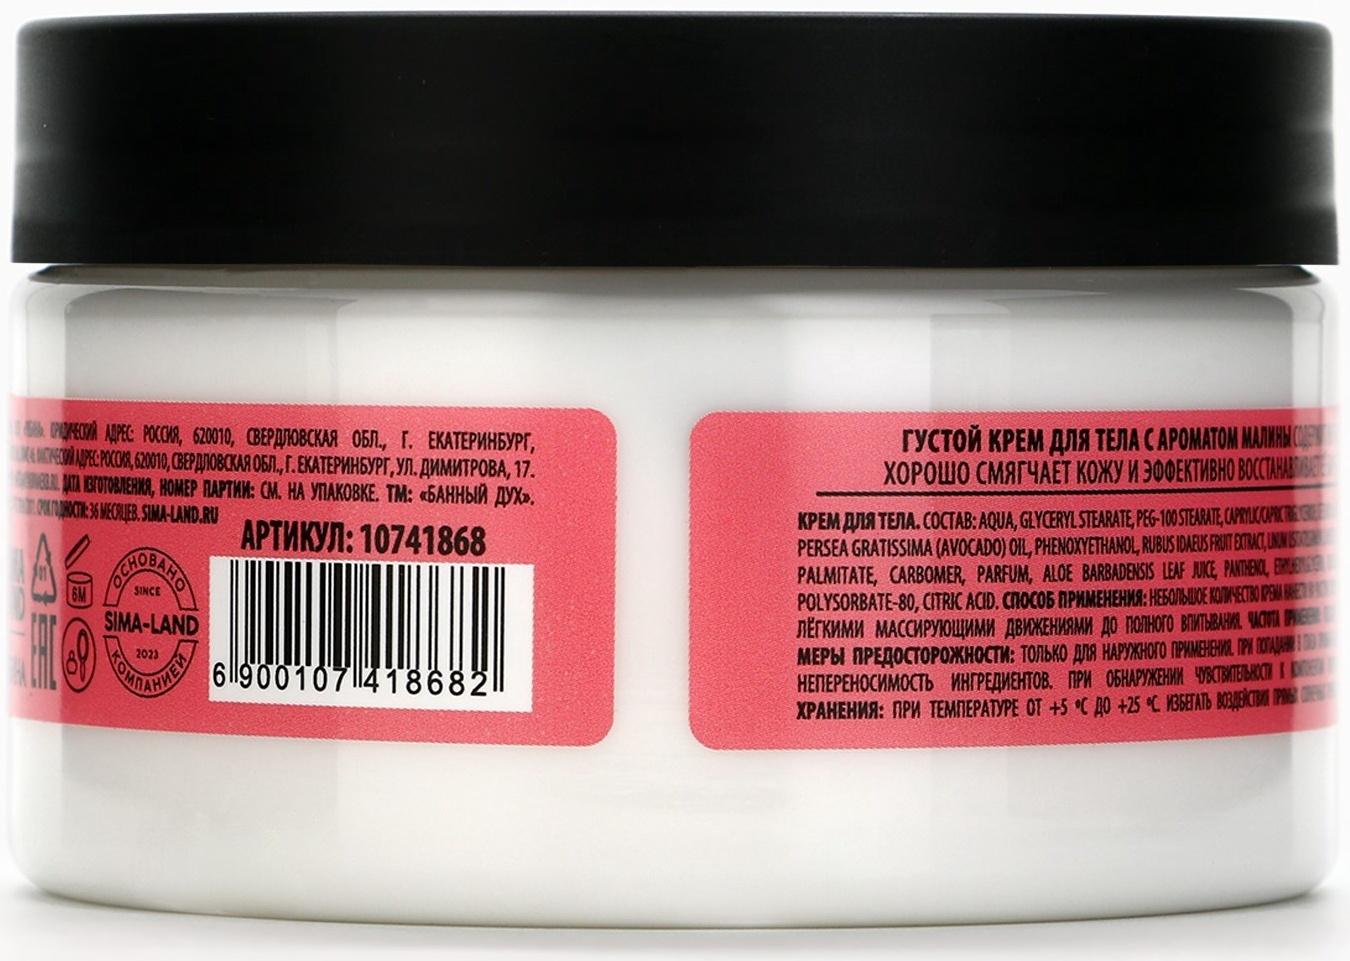 ЮРИДИЧЕСКИЙ АДРЕС: РОССИЯ, 620010, СВЕРДЛОВСКАЯ ОБЛ., Г. ЕКАТЕРИНБУРГ,
АДРЕС: РОССИЯ, 620010, СВЕРДЛОВСКАЯ ОБЛ., Г. ЕКАТЕРИНБУРГ, УЛ. ДИМИТРОВА, 17.
ДАТА ИЗГОТОВЛЕНИЯ, НОМЕР ПАРТИИ: СМ. НА УПАКОВКЕ. ТМ: «БАННЫЙ ДУХ».
СРОК ГОДНОСТИ: 36 МЕСЯЦЕВ. SIMA-LAND.RU
АРТИКУЛ: 10741868
01
6M
EAC
ОСНОВАНО
SINCE
SIMA-LAND
2023
КОМПАНИЕЙ
6 900107 418682
ГУСТОЙ КРЕМ ДЛЯ ТЕЛА С АРОМАТОМ МАЛИНЫ
ХОРОШО СМЯГЧАЕТ КОЖУ И ЭФФЕКТИВНО
КРЕМ ДЛЯ ТЕЛА. СОСТАВ: AQUA, GLYCERYL STEARATE, PEG-100 STEARATE,
PERSEA GRATISSIMA (AVOCADO) OIL, PHENOXYETHANOL, RUBUS IDAEUS FRUIT EXTRACT,
PALMITATE, CARBOMER, PARFUM, ALOE BARBADENSIS LEAF JUICE, PANTHENOL,
POLYSORBATE-80, CITRIC ACID. СПОСОБ ПРИМЕНЕНИЯ: НЕБОЛЬШОЕ КОЛИЧЕСТВО КРЕМА НАНЕСТИ
ЛЁГКИМИ МАССИРУЮЩИМИ ДВИЖЕНИЯМИ ДО ПОЛНОГО ВПИТЫВАНИЯ. ЧАСТОТА ПРИМЕНЕНИЯ:
МЕРЫ ПРЕДОСТОРОЖНОСТИ: ТОЛЬКО ДЛЯ НАРУЖНОГО ПРИМЕНЕНИЯ. ПРИ ПОПАДАНИИ В ГЛАЗА
НЕПЕРЕНОСИМОСТЬ ИНГРЕДИЕНТОВ. ПРИ ОБНАРУЖЕНИИ ЧУВСТВИТЕЛЬНОСТИ К
ХРАНЕНИЯ: ПРИ ТЕМПЕРАТУРЕ ОТ +5 °С ДО +25 °С. ИЗБЕГАТЬ ВОЗДЕЙСТВИЯ ПРЯМЫХ